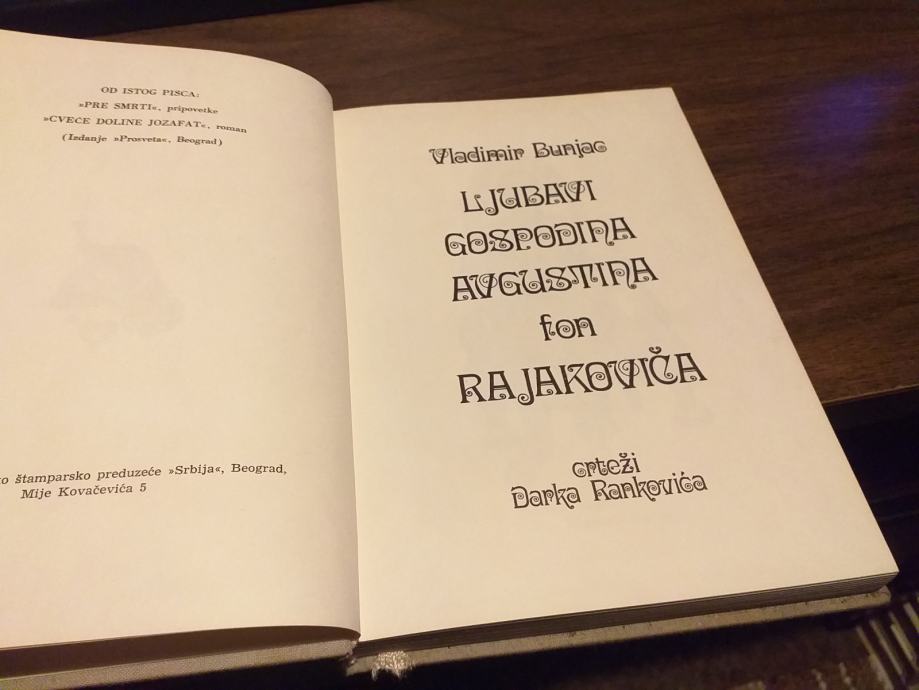 OD ISTOG PISCA:
»PRE SMRTI«, pripovetke
»CVEĆE DOLINE JOZAFAT«, roman
(Izdanje »Prosveta«, Beograd)
štamparsko preduzeće »Srbija«, Beograd,
Mije Kovačevića 5
Vladimir Bunjac
LJUBAVI
GOSPODINA
AVGUSTINA
fon
RAJAKOVIČA
crteži
Darka Rankovića